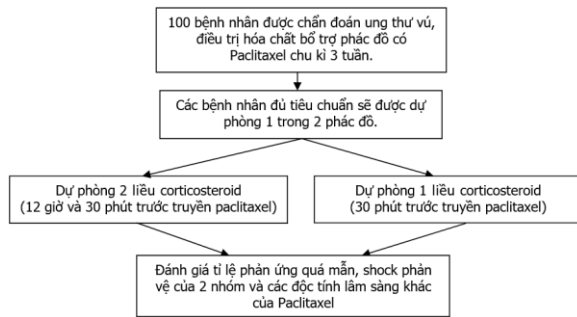 100 bệnh nhân được chẩn đoán ung thư vú,
điều trị hóa chất bổ trợ phác đồ có
Paclitaxel chu kì 3 tuần.
Các bệnh nhân đủ tiêu chuẩn sẽ được dự
phòng 1 trong 2 phác đồ.
Dự phòng 2 liều corticosteroid
(12 giờ và 30 phút trước truyền paclitaxel)
Dự phòng 1 liều corticosteroid
(30 phút trước truyền paclitaxel)
Đánh giá tỉ lệ phản ứng quá mẫn, shock phản
vệ của 2 nhóm và các độc tính lâm sàng khác
của Paclitaxel